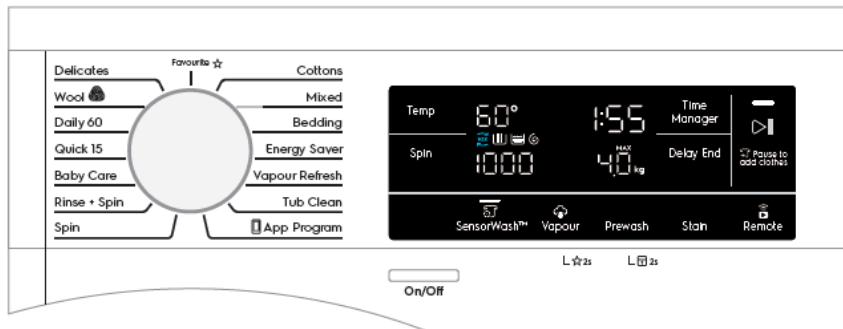 Favourite ☆
Delicates
Cottons
Wool
Mixed
Daily 60
Bedding
Quick 15
Energy Saver
Baby Care
Vapour Refresh
Rinse + Spin
Tub Clean
Spin
App Program
Temp
60°
1:55
Time
Manager
Spin
1000
MAX
4.0 kg
Delay End
Pause to
add clothes
SensorWash™
Vapour
Prewash
Stain
Remote
☆2s
2s
On/Off